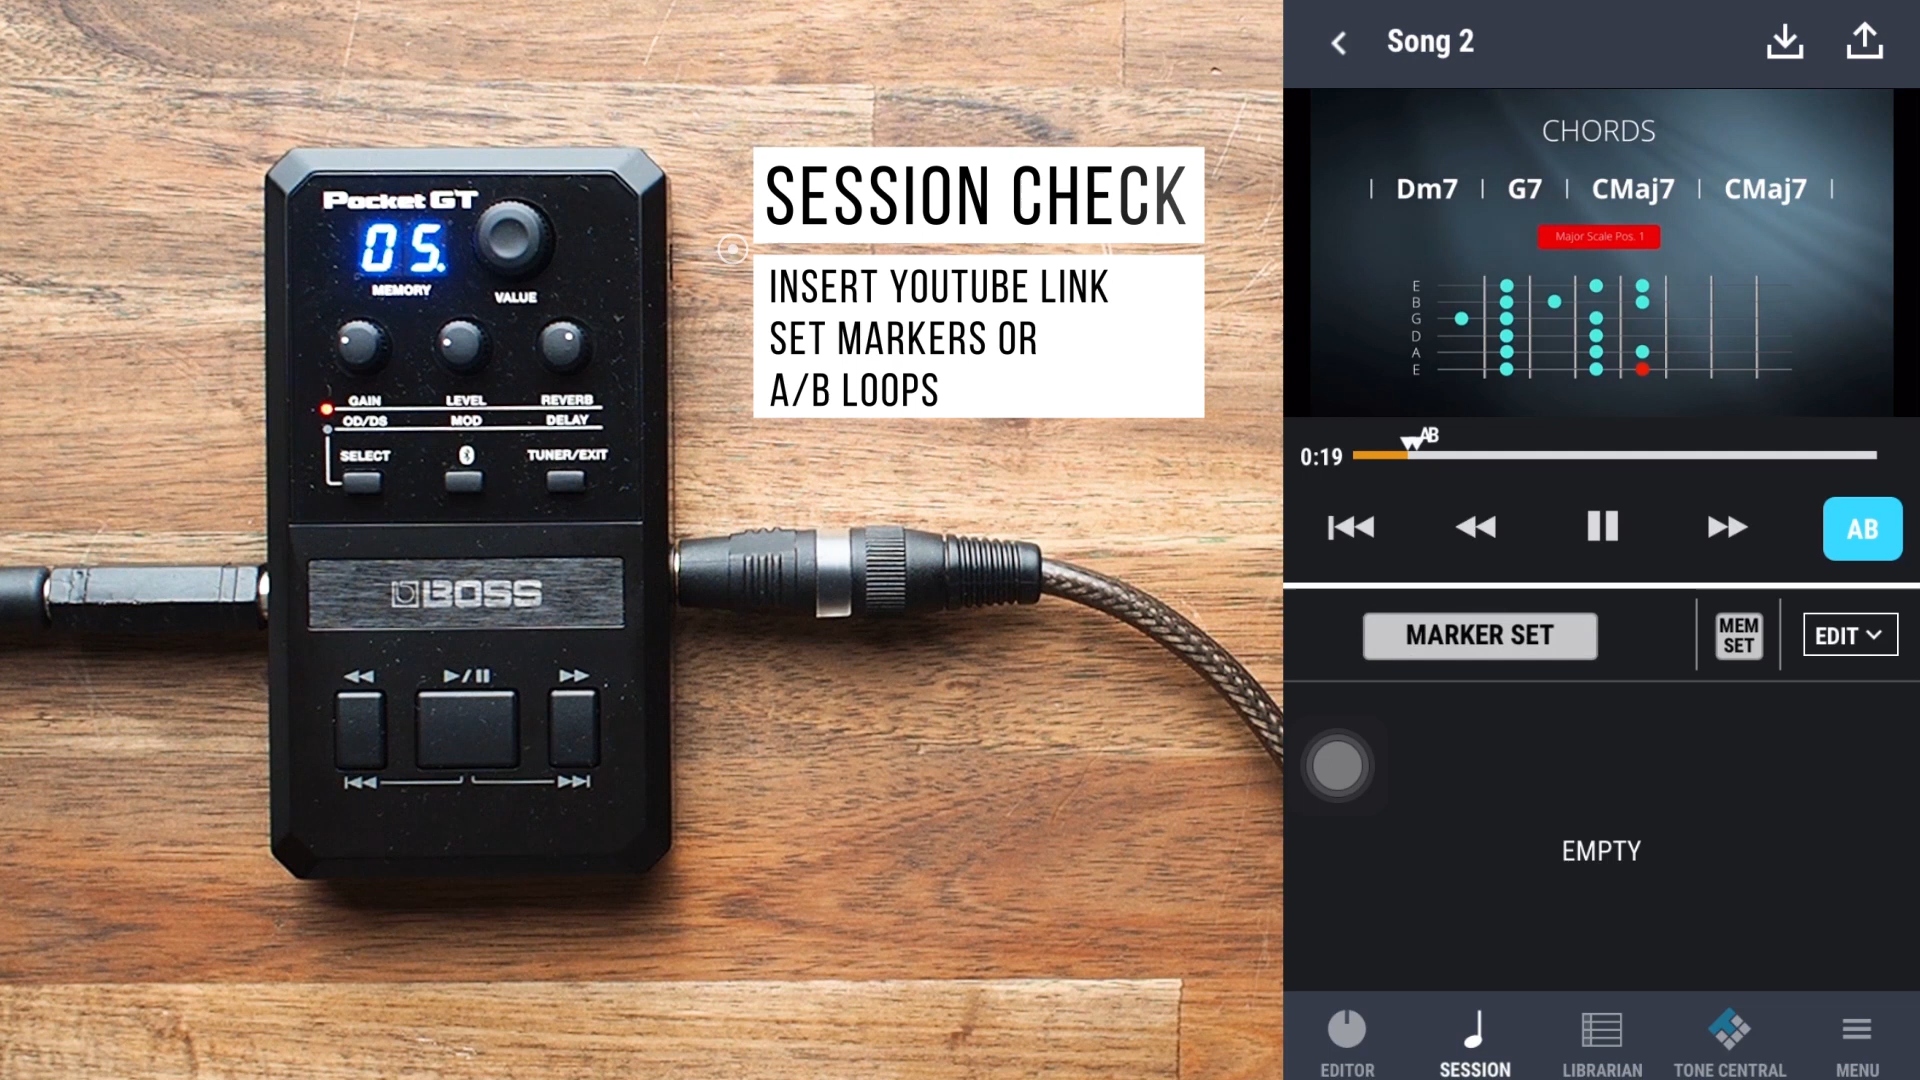 Pocket GT
05.
MEMORY
VALUE
GAIN LEVEL REVERB
OD/DS MOD DELAY
SELECT TUNER/EXIT
BOSS
SESSION CHECK
INSERT YOUTUBE LINK
SET MARKERS OR
A/B LOOPS
Song 2
CHORDS
| Dm7 | G7 | CMaj7 | CMaj7 |
Major Scale Pos. 1
E
B
G
D
A
E
AB
0:19
AB
MARKER SET
MEM
SET
EDIT
EMPTY
EDITOR SESSION LIBRARIAN TONE CENTRAL MENU